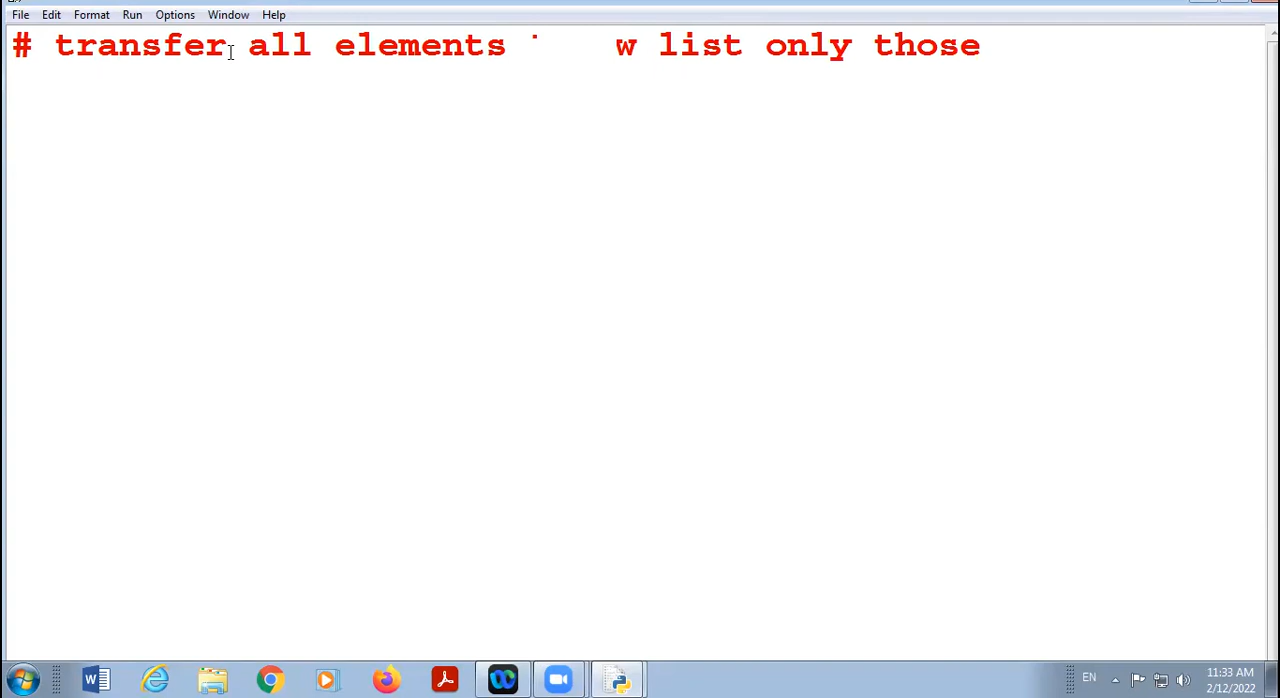 File Edit Format Run Options Window Help
# transfer all elements w list only those
EN
11:33 AM
2/12/2022